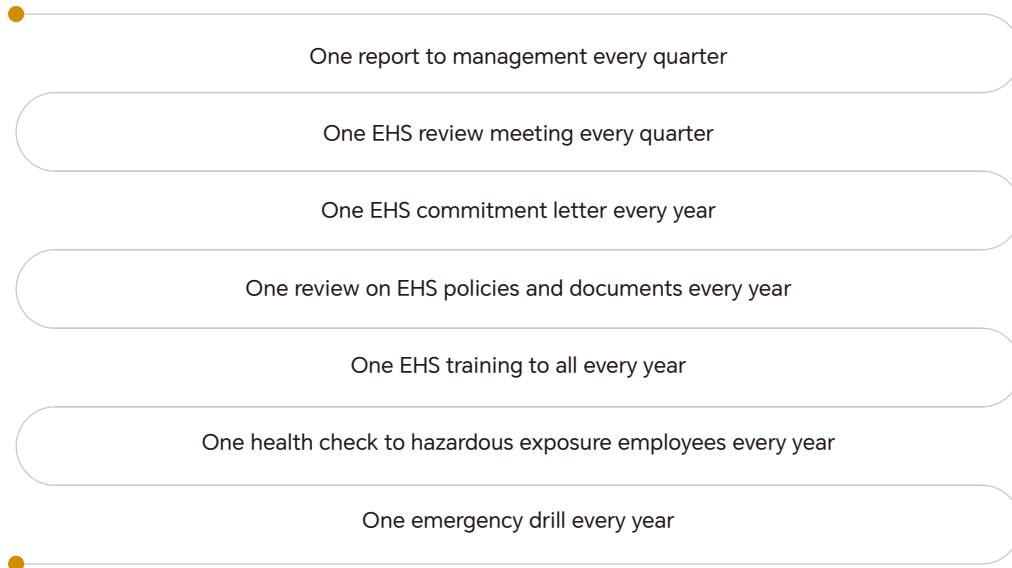 One report to management every quarter
One EHS review meeting every quarter
One EHS commitment letter every year
One review on EHS policies and documents every year
One EHS training to all every year
One health check to hazardous exposure employees every year
One emergency drill every year